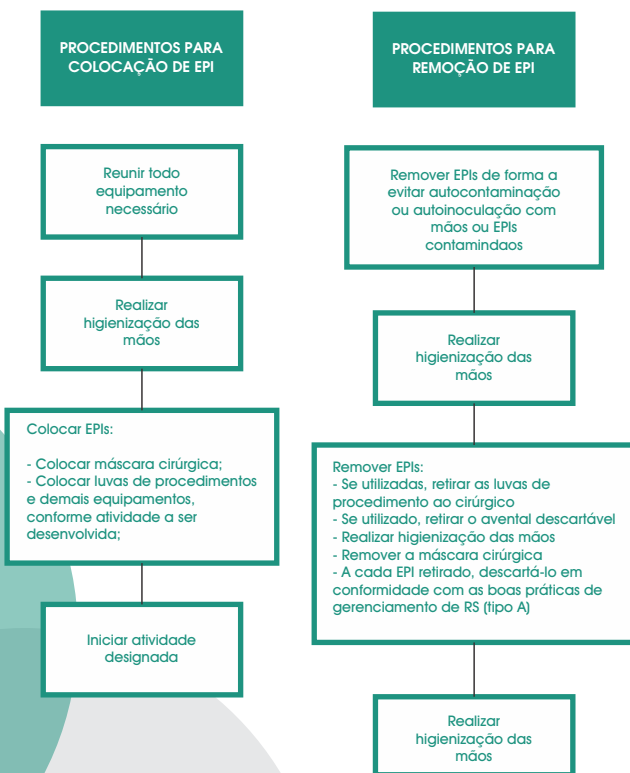 PROCEDIMENTOS PARA
COLOCAÇÃO DE EPI
Reunir todo
equipamento
necessário
Realizar
higienização das
mãos
Colocar EPIs:
- Colocar máscara cirúrgica;
- Colocar luvas de procedimentos
e demais equipamentos,
conforme atividade a ser
desenvolvida;
Iniciar atividade
designada
PROCEDIMENTOS PARA
REMOÇÃO DE EPI
Remover EPIs de forma a
evitar autocontaminação
ou autoinoculação com
mãos ou EPIs
contamindaos
Realizar
higienização das
mãos
Remover EPIs:
- Se utilizadas, retirar as luvas de
procedimento ao cirúrgico
- Se utilizado, retirar o avental descartável
- Realizar higienização das mãos
- Remover a máscara cirúrgica
- A cada EPI retirado, descartá-lo em
conformidade com as boas práticas de
gerenciamento de RS (tipo A)
Realizar
higienização das
mãos